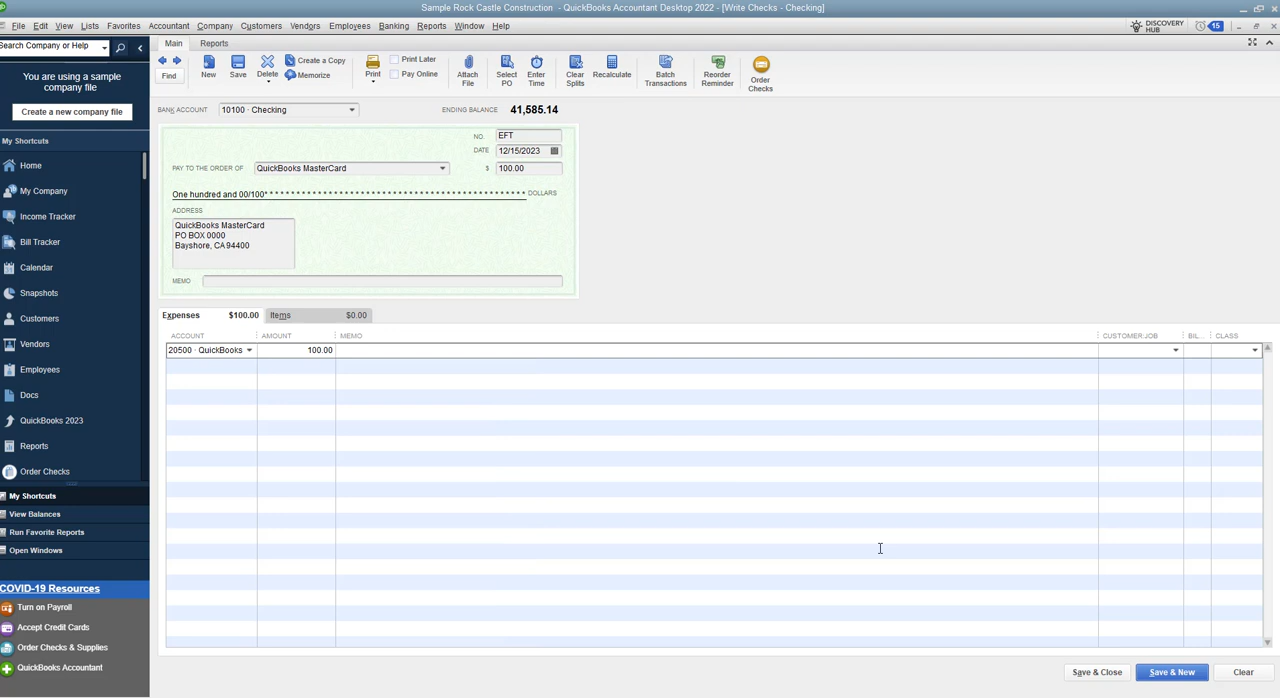 Sample Rock Castle Construction - QuickBooks Accountant Desktop 2022 - [Write Checks - Checking]
File Edit View Lists Favorites Accountant Company Customers Vendors Employees Banking Reports Window Help
DISCOVERY HUB 15
Search Company or Help
Main Reports
You are using a sample
company file
Create a new company file
My Shortcuts
Home
My Company
Income Tracker
Bill Tracker
Calendar
Snapshots
Customers
Vendors
Employees
Docs
QuickBooks 2023
Reports
Order Checks
My Shortcuts
View Balances
Run Favorite Reports
Open Windows
COVID-19 Resources
Turn on Payroll
Accept Credit Cards
Order Checks & Supplies
QuickBooks Accountant
Find
New
Save
Delete
Create a Copy
Memorize
Print
Print Later
Pay Online
Attach
File
Select
PO
Enter
Time
Clear
Splits
Recalculate
Batch
Transactions
Reorder
Reminder
Order
Checks
BANK ACCOUNT 10100 · Checking ENDING BALANCE 41,585.14
NO. EFT
DATE 12/15/2023
PAY TO THE ORDER OF QuickBooks MasterCard $ 100.00
One hundred and 00/100* * * * * * * * * * * * * * * * * * * * * * * * * * * * * * * * * * * * * * * * * * * * * * * * * * DOLLARS
ADDRESS
QuickBooks MasterCard
PO BOX 0000
Bayshore, CA 94400
MEMO
Expenses $100.00 Items $0.00
ACCOUNT AMOUNT MEMO CUSTOMER:JOB BIL... CLASS
20500 · QuickBooks 100.00
Save & Close Save & New Clear